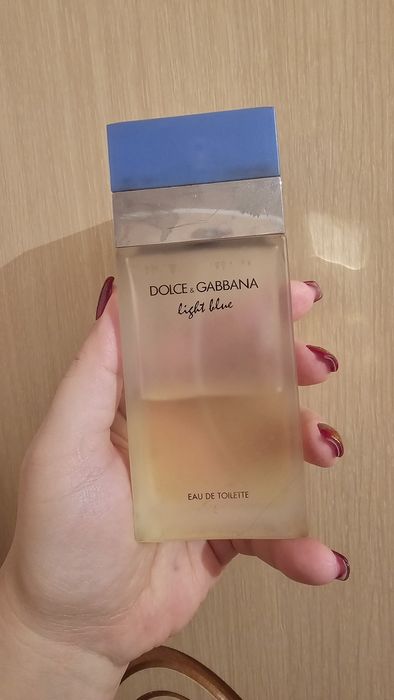 DOLCE & GABBANA
light blue
EAU DE TOILETTE